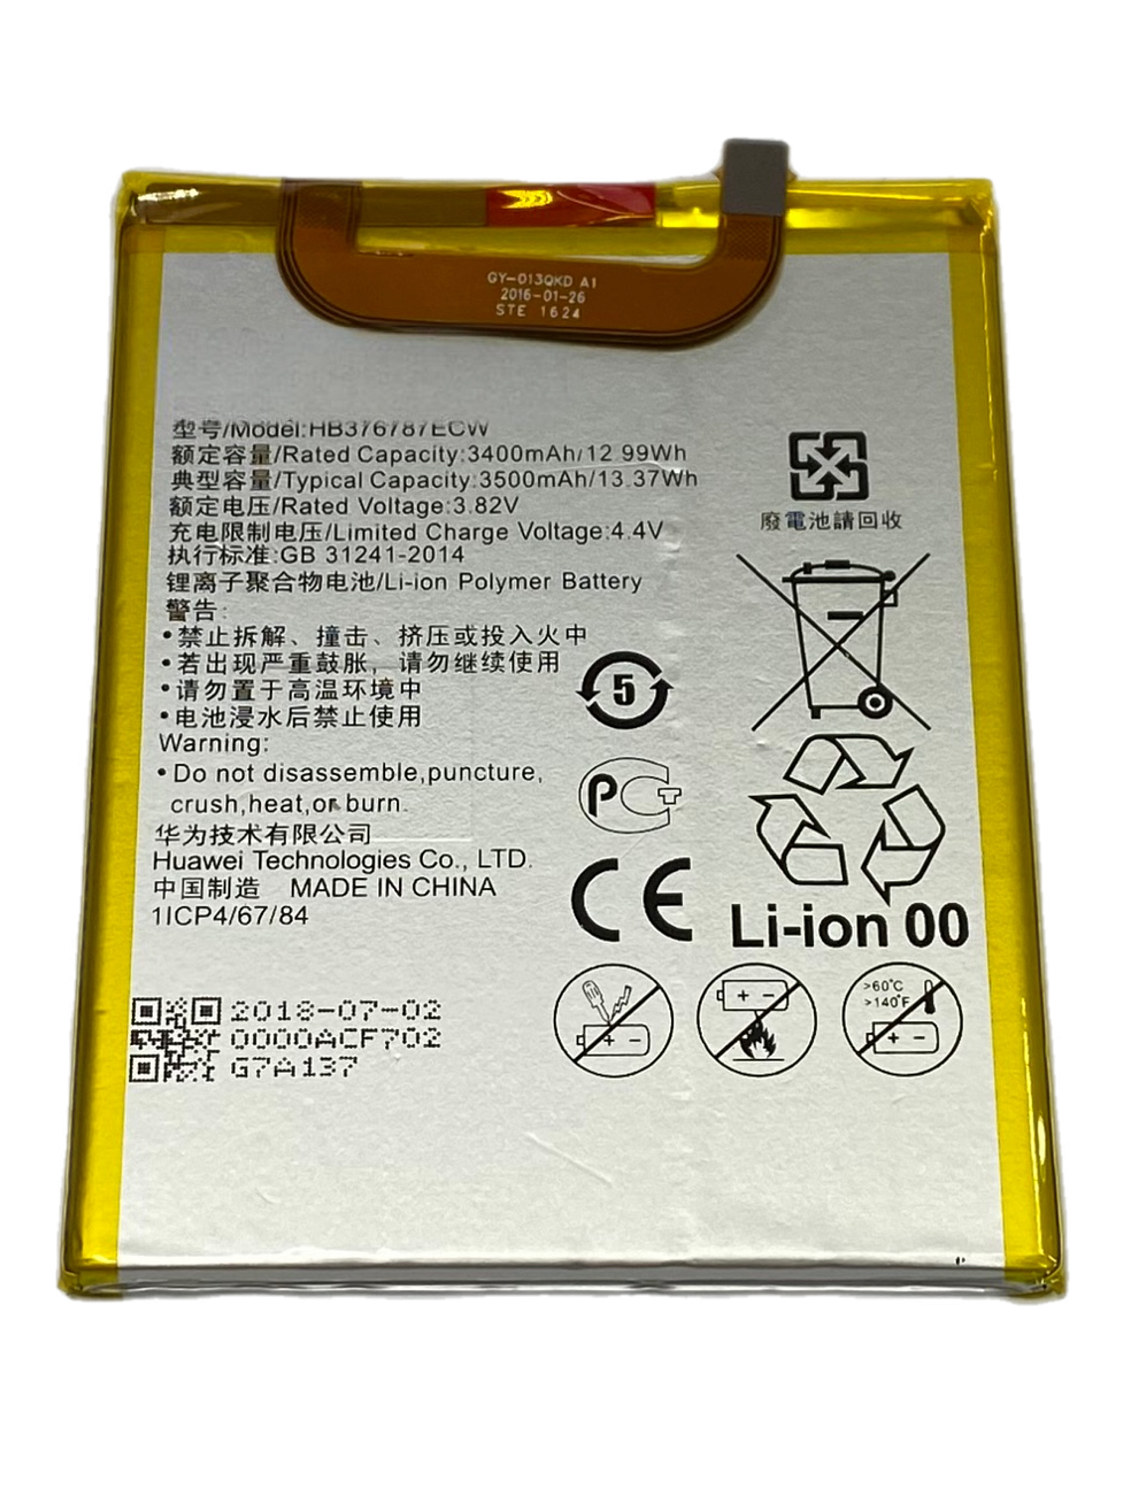 GY-013QKD A1
2016-01-26
STE 1624
型号/Model:HB376787ECW
额定容量/Rated Capacity:3400mAh/12.99Wh
典型容量/Typical Capacity:3500mAh/13.37Wh
额定电压/Rated Voltage:3.82V
充电限制电压/Limited Charge Voltage:4.4V
执行标准:GB 31241-2014
锂离子聚合物电池/Li-ion Polymer Battery
警告:
•禁止拆解、撞击、挤压或投入火中
•若出现严重鼓胀，请勿继续使用
•请勿置于高温环境中
•电池浸水后禁止使用
Warning:
•Do not disassemble,puncture,
crush,heat,or burn.
华为技术有限公司
Huawei Technologies Co., LTD.
中国制造 MADE IN CHINA
1ICP4/67/84
廢電池請回收
5
PCT
CE
Li-ion 00
>60°C
>140°F
2018-07-02
0000ACF702
G7A137